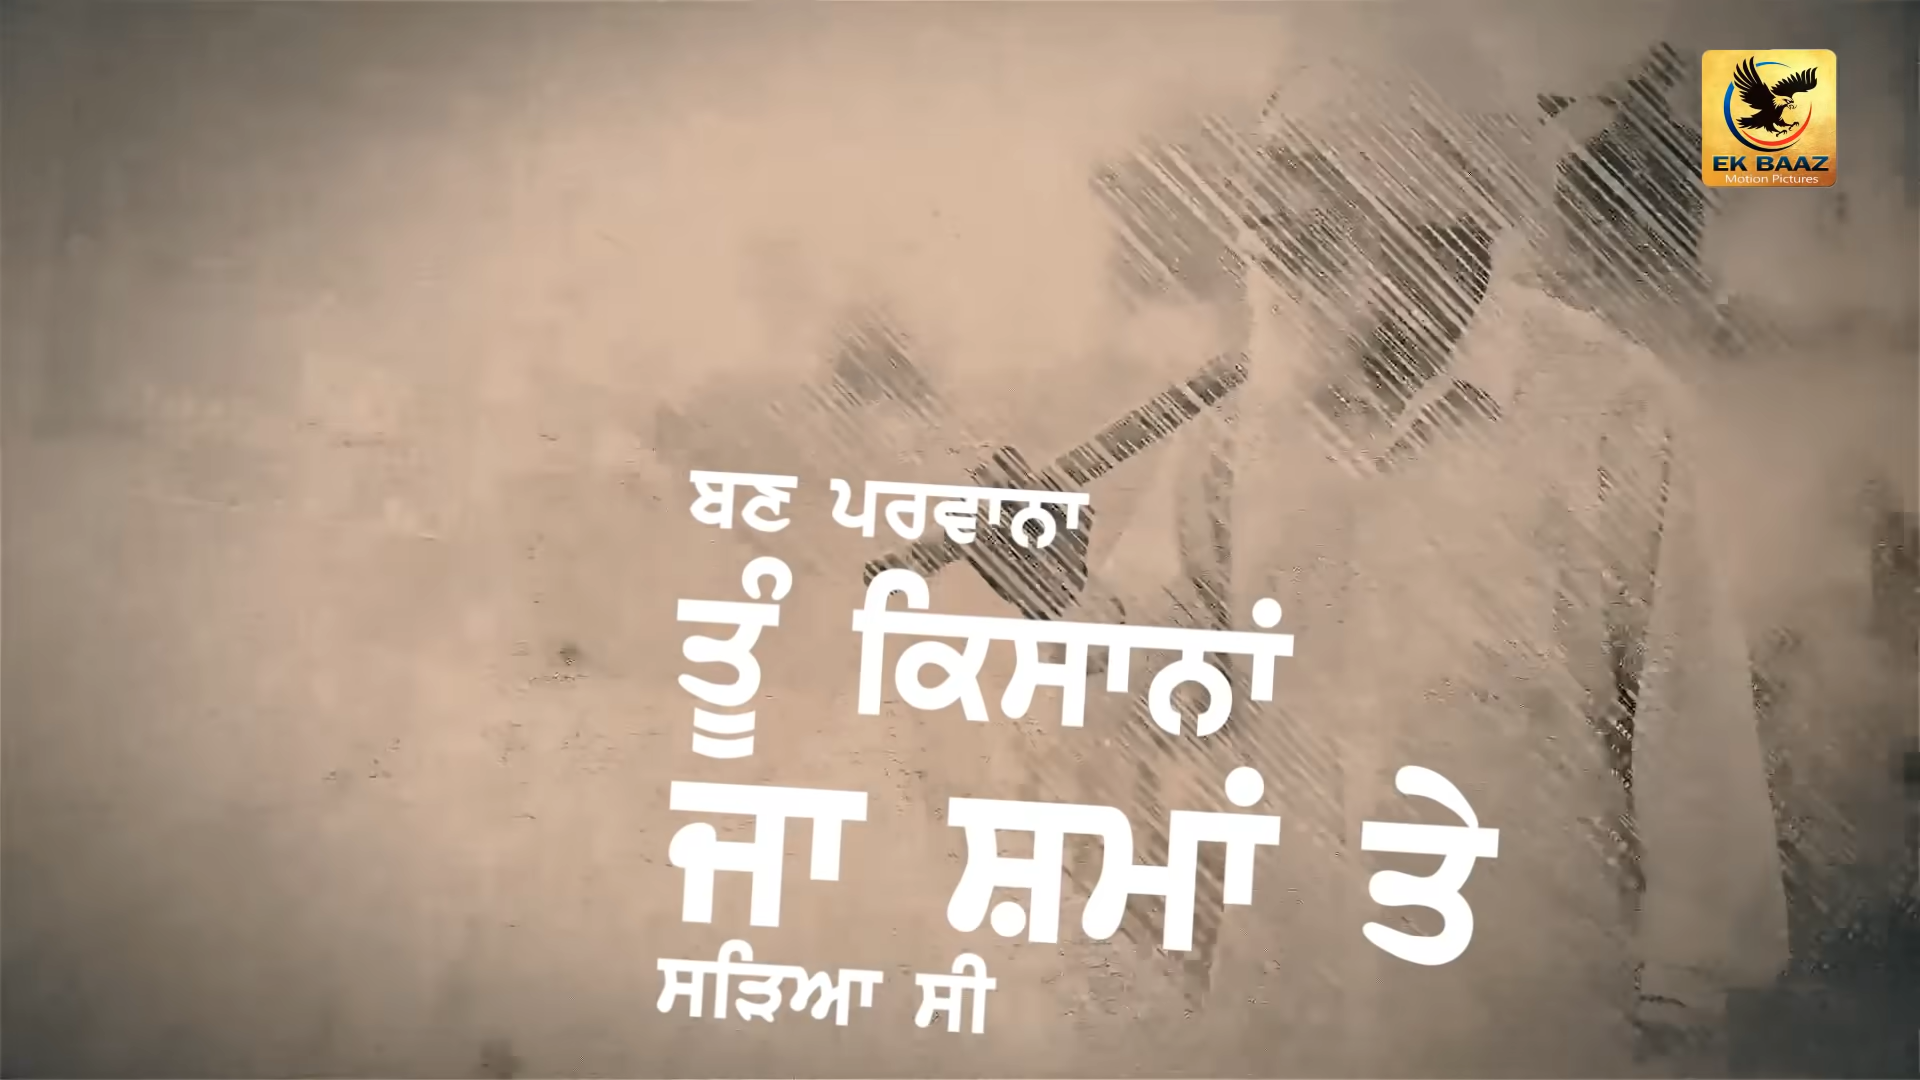 EK BAAZ
Motion Pictures
ਬਣ ਪਰਵਾਨਾ
ਤੂੰ ਕਿਸਾਨਾਂ
ਜਾ ਸ਼ਮਾਂ ਤੇ
ਸੜਿਆ ਸੀ